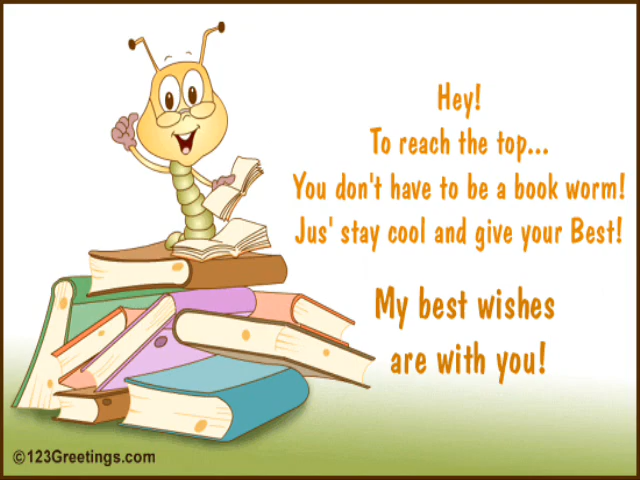 Hey!
To reach the top...
You don't have to be a book worm!
Jus' stay cool and give your Best!
My best wishes
are with you!
©123Greetings.com